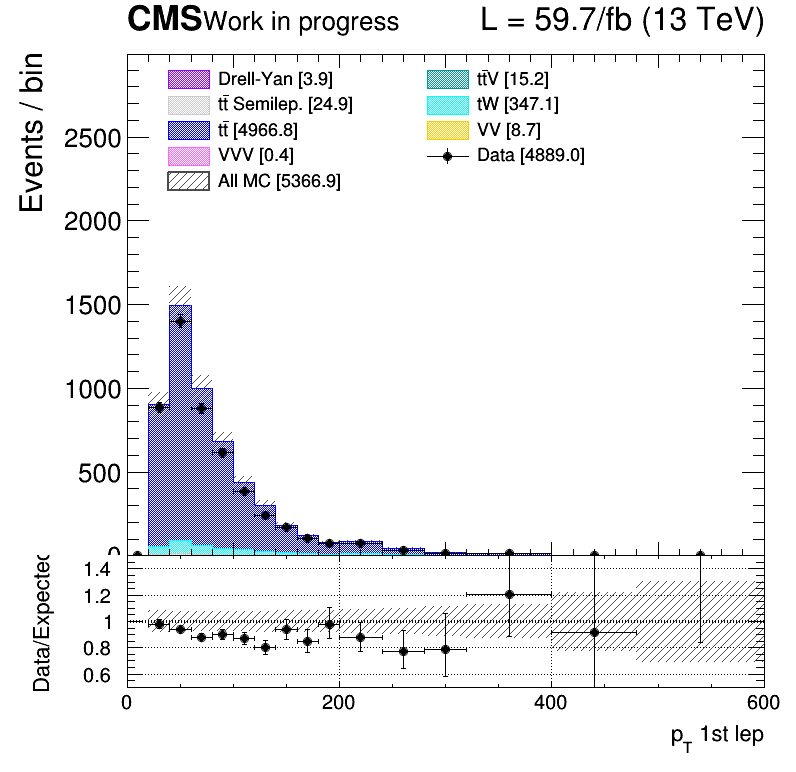 CMS Work in progress L = 59.7/fb (13 TeV)
Events / bin
Drell-Yan [3.9]
tt̄ Semilep. [24.9]
tt̄ [4966.8]
VVV [0.4]
All MC [5366.9]
tt̄V [15.2]
tW [347.1]
VV [8.7]
Data [4889.0]
2500
2000
1500
1000
500
0
Data/Expected
1.4
1.2
1
0.8
0.6
0 200 400 600
p_T 1st lep